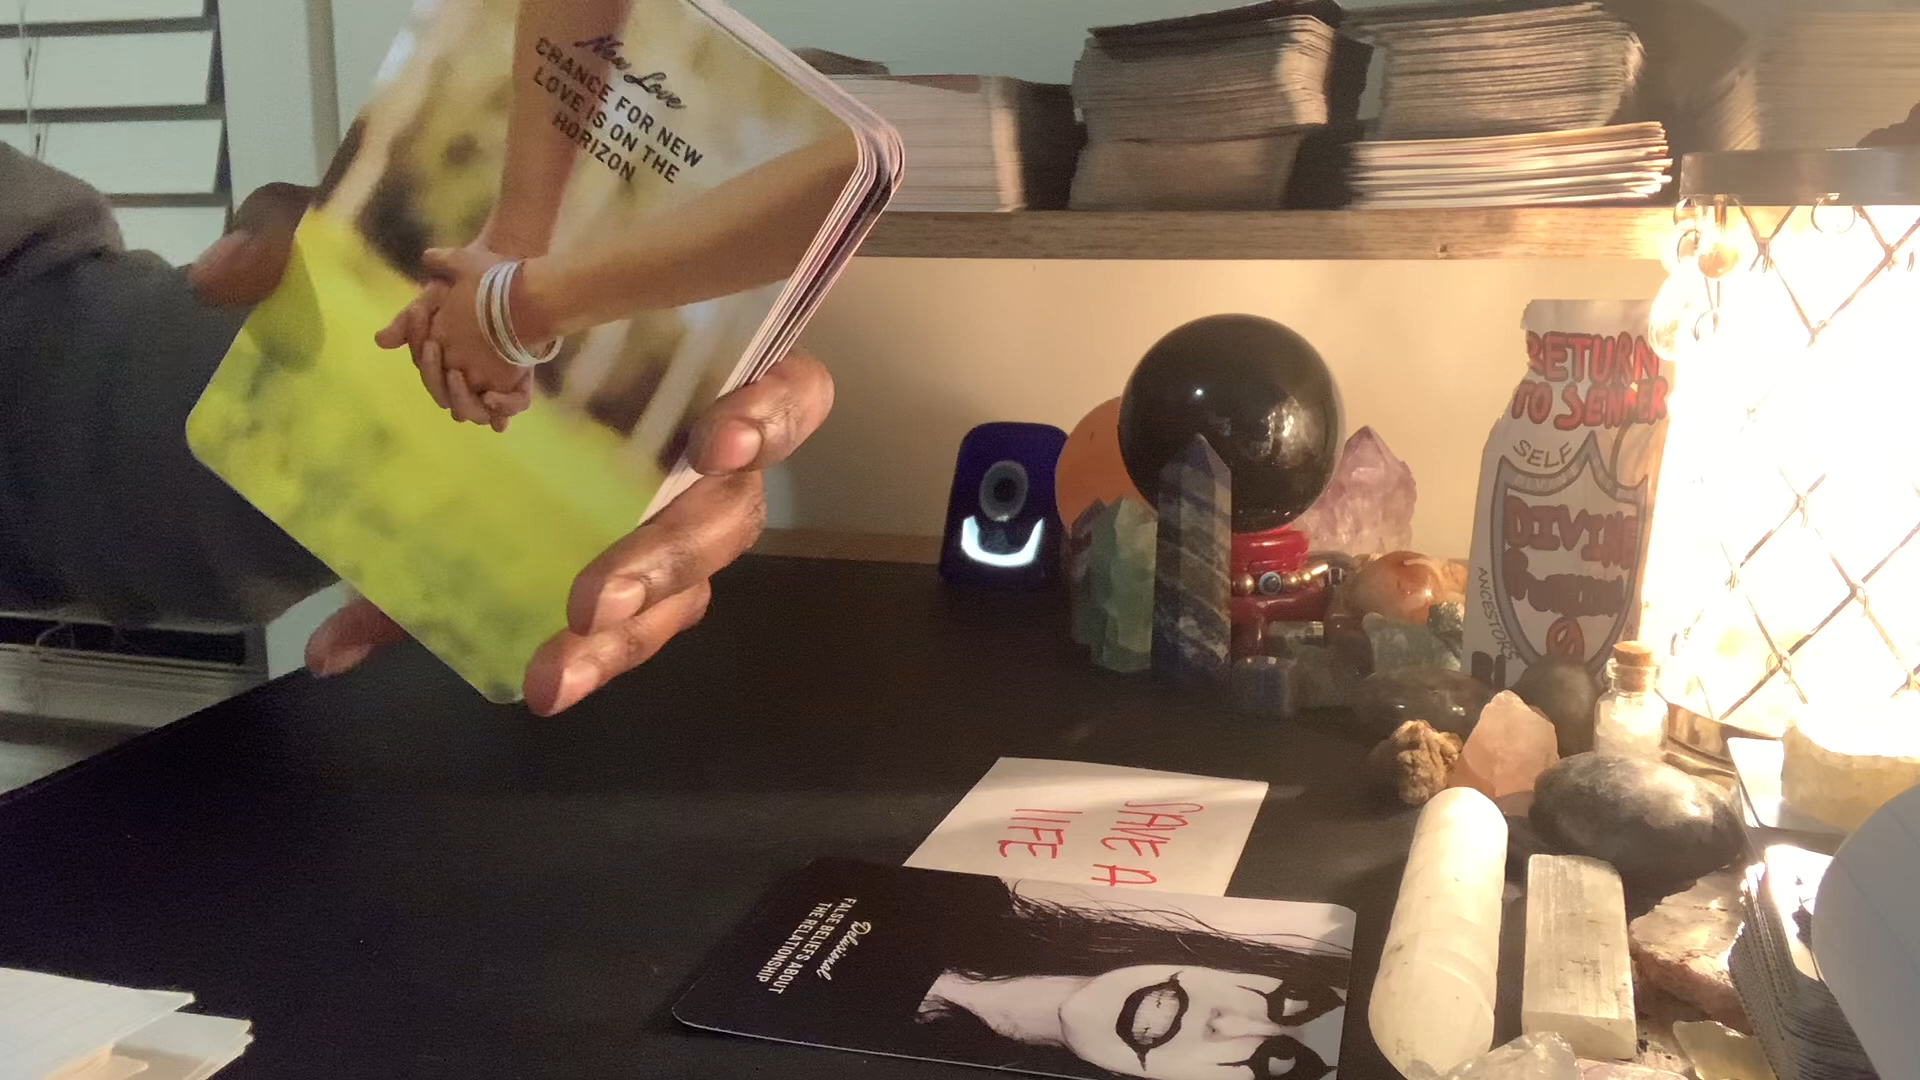 New Love
CHANCE FOR NEW
LOVE IS ON THE
HORIZON
RETURN
TO SENDER
SELF
DIVINE
ANCESTORS
SAVE A
LIFE
Delusional
FALSE BELIEFS ABOUT
THE RELATIONSHIP